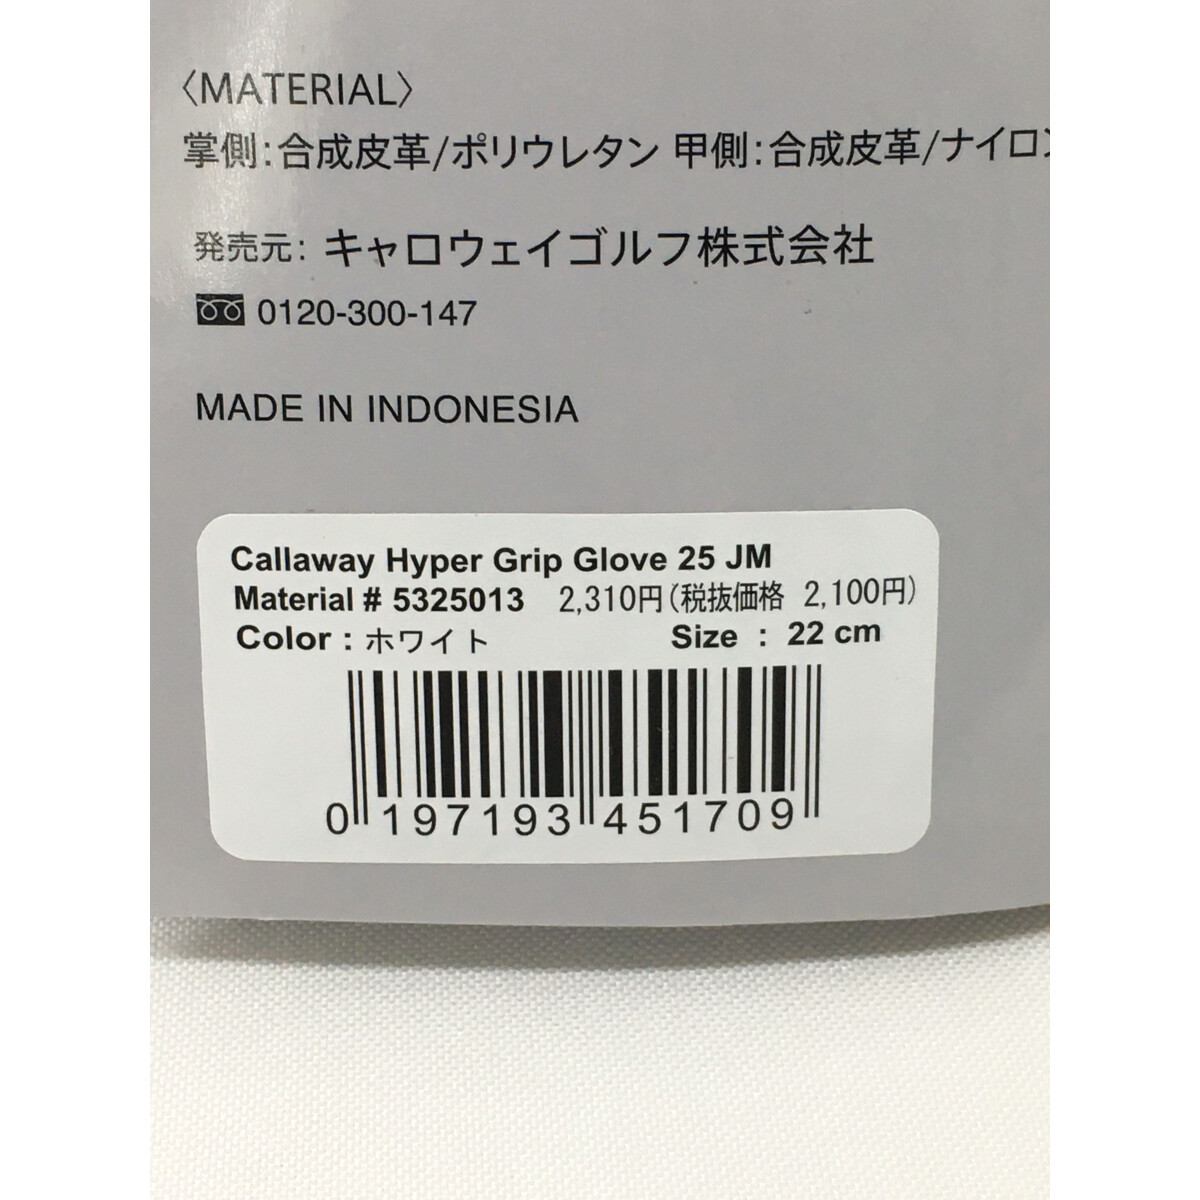 〈MATERIAL〉
掌側：合成皮革/ポリウレタン 甲側：合成皮革/ナイロ
発売元： キャロウェイゴルフ株式会社
0120-300-147
MADE IN INDONESIA
Callaway Hyper Grip Glove 25 JM
Material # 5325013 2,310円（税抜価格 2,100円）
Color : ホワイト Size : 22 cm
0 197193 451709